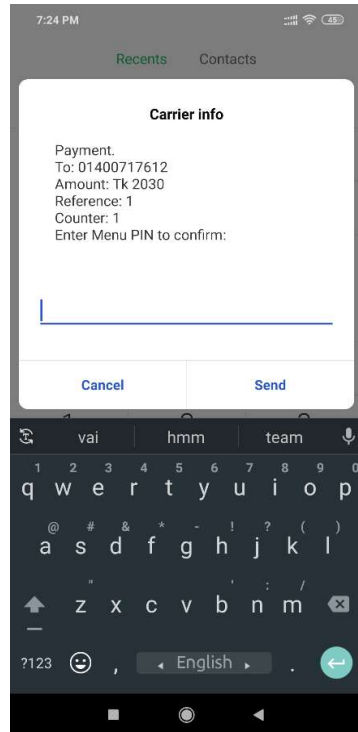 7:24 PM 45
Recents Contacts
Carrier info
Payment.
To: 01400717612
Amount: Tk 2030
Reference: 1
Counter: 1
Enter Menu PIN to confirm:
Cancel Send
vai hmm team
1 2 3 4 5 6 7 8 9 0
q w e r t y u i o p
@ # & * - ! ? ( )
a s d f g h j k l
" ' : /
z x c v b n m
?123 , English .